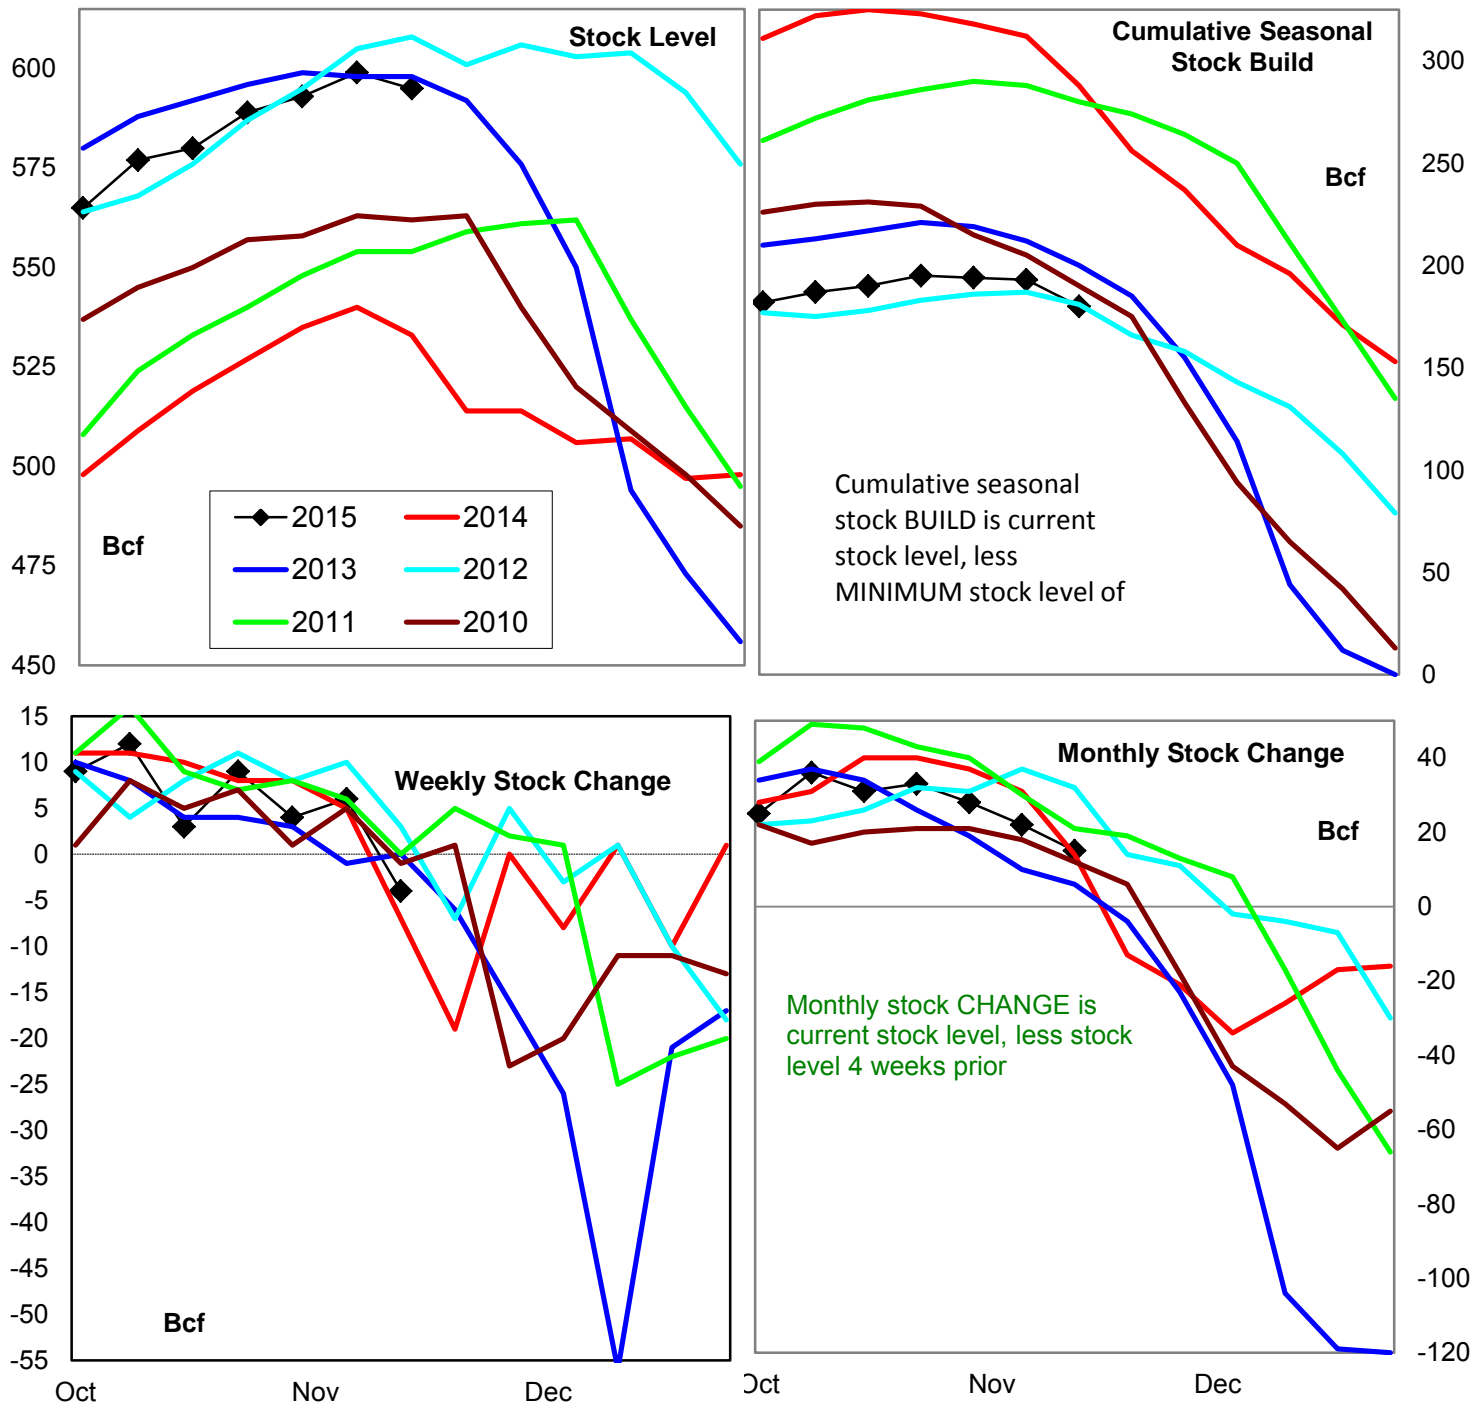 Stock Level
600
575
550
525
500
475
450
Bcf
2015
2014
2013
2012
2011
2010
Cumulative Seasonal
Stock Build
300
250
200
150
100
50
0
Bcf
Cumulative seasonal
stock BUILD is current
stock level, less
MINIMUM stock level of
15
10
5
0
-5
-10
-15
-20
-25
-30
-35
-40
-45
-50
-55
Weekly Stock Change
Bcf
Oct
Nov
Dec
Monthly Stock Change
40
20
0
-20
-40
-60
-80
-100
-120
Bcf
Monthly stock CHANGE is
current stock level, less stock
level 4 weeks prior
Oct
Nov
Dec